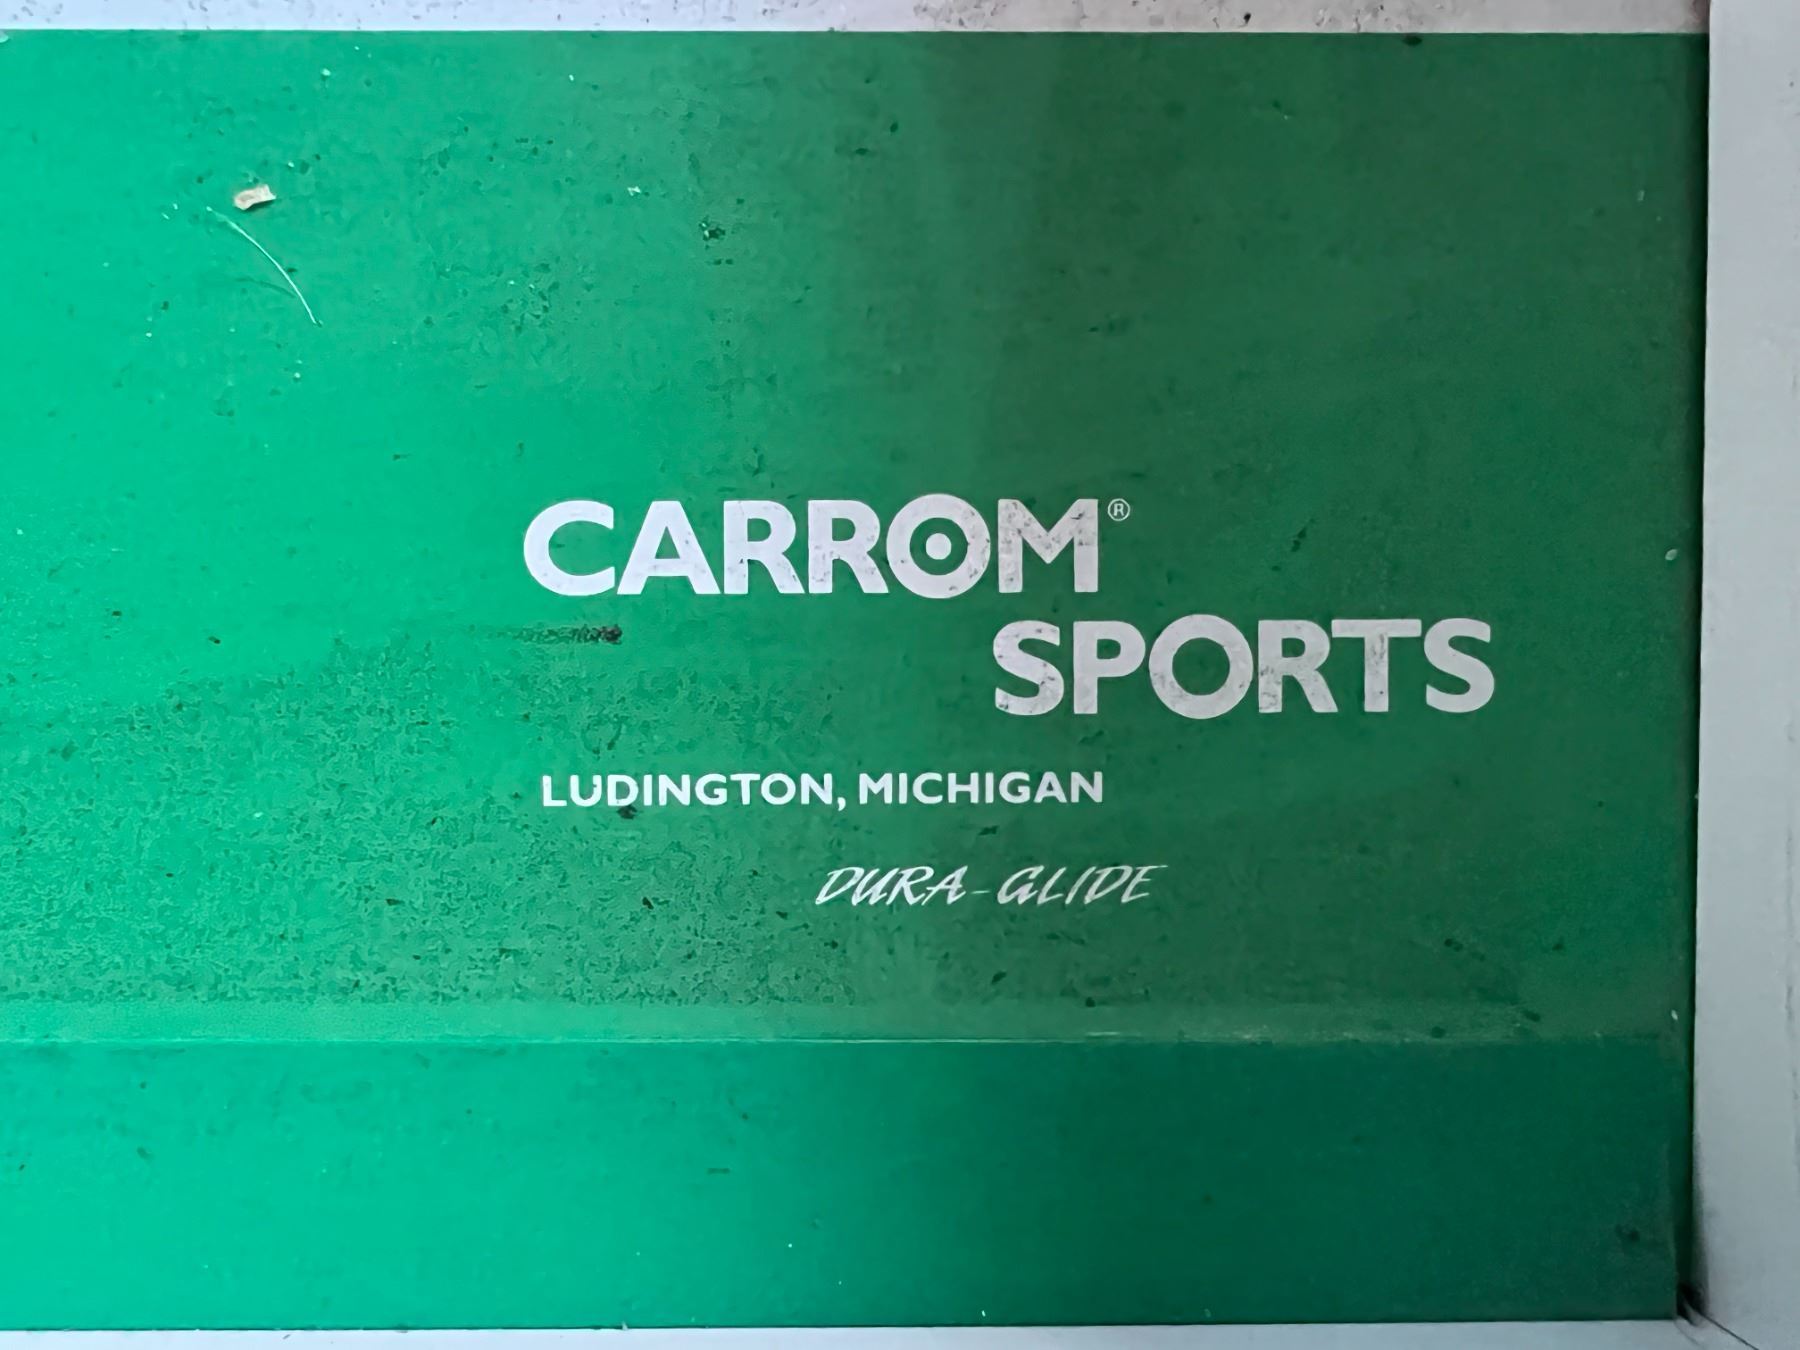 CARROM®
SPORTS
LUDINGTON, MICHIGAN
DURA-GLIDE